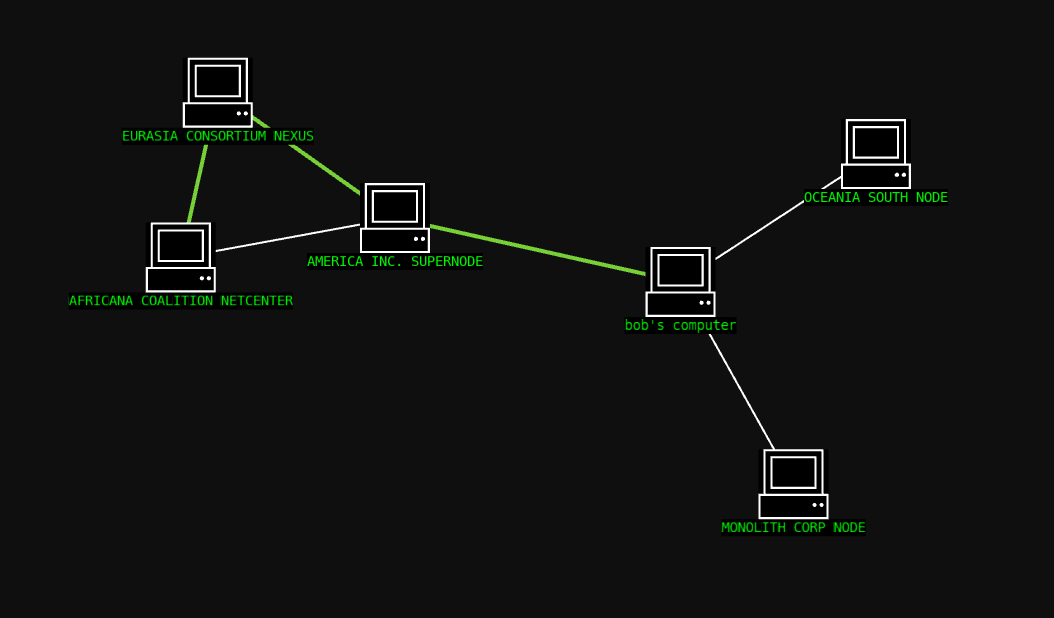 EURASIA CONSORTIUM NEXUS
OCEANIA SOUTH NODE
AMERICA INC. SUPERNODE
AFRICANA COALITION NETCENTER
bob's computer
MONOLITH CORP NODE